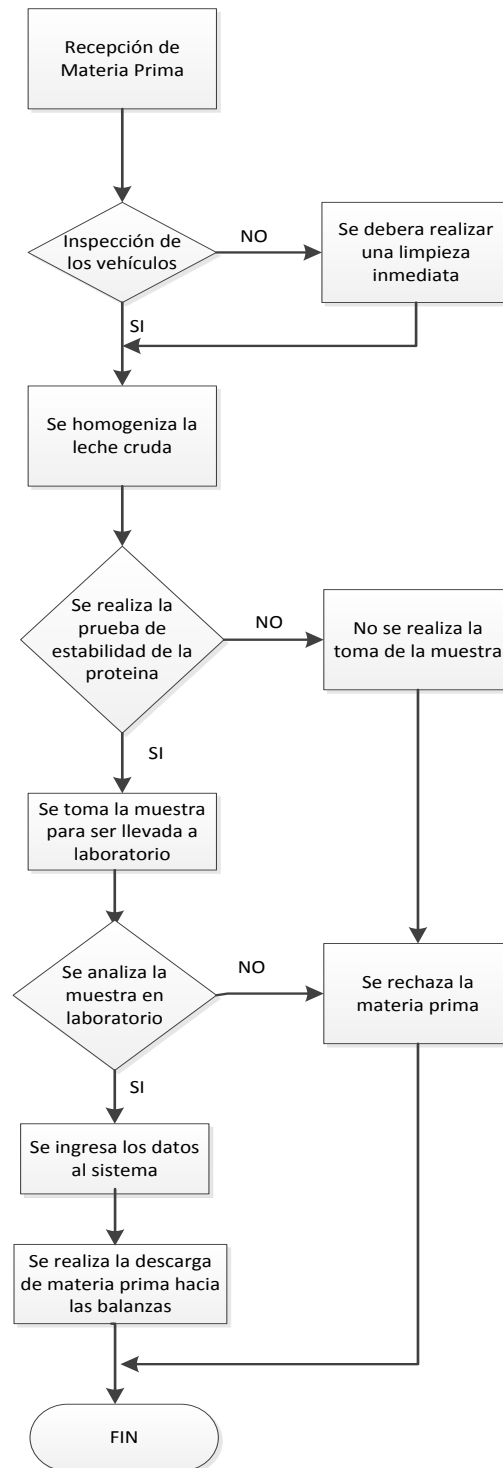 Recepción de
Materia Prima
Inspección de
los vehículos
NO
Se debera realizar
una limpieza
inmediata
SI
Se homogeniza la
leche cruda
Se realiza la
prueba de
estabilidad de la
proteina
NO
No se realiza la
toma de la muestra
SI
Se toma la muestra
para ser llevada a
laboratorio
Se analiza la
muestra en
laboratorio
NO
Se rechaza la
materia prima
SI
Se ingresa los datos
al sistema
Se realiza la descarga
de materia prima hacia
las balanzas
FIN